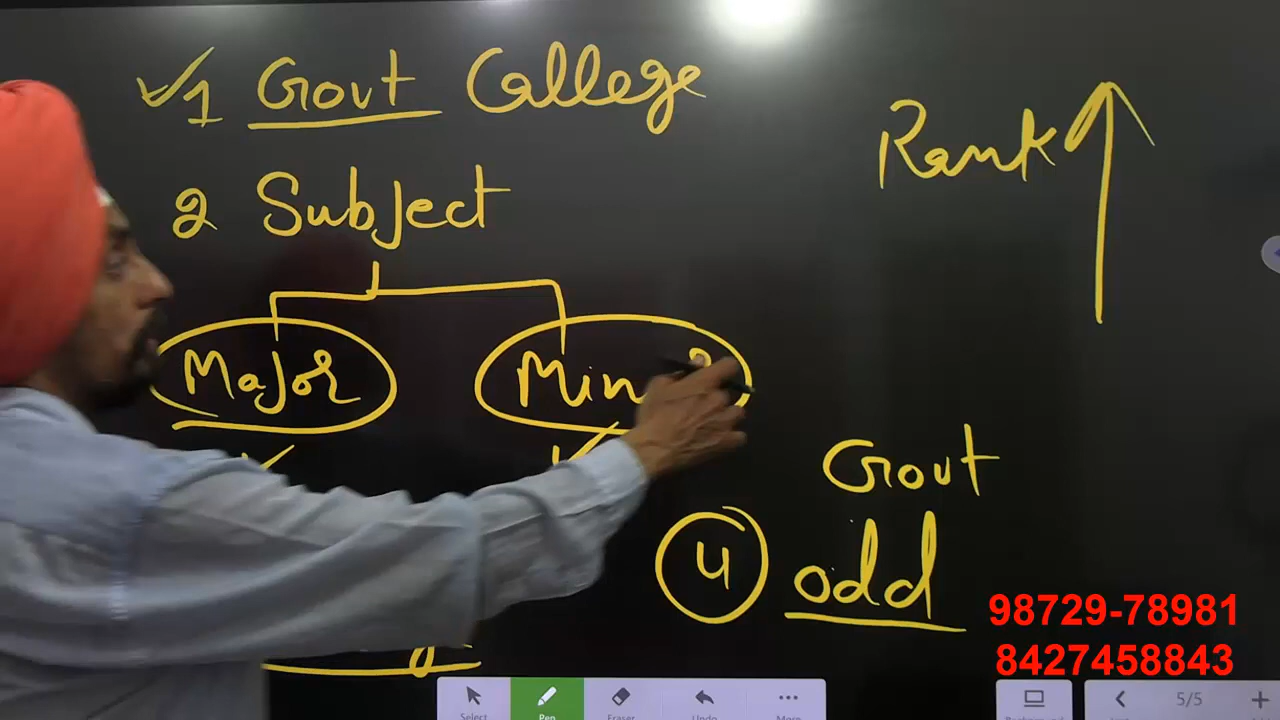 1 Govt College
Rank
2 Subject
Major
Govt
4 odd
98729-78981
8427458843
Select
Pen
Eraser
Undo
More
5/5